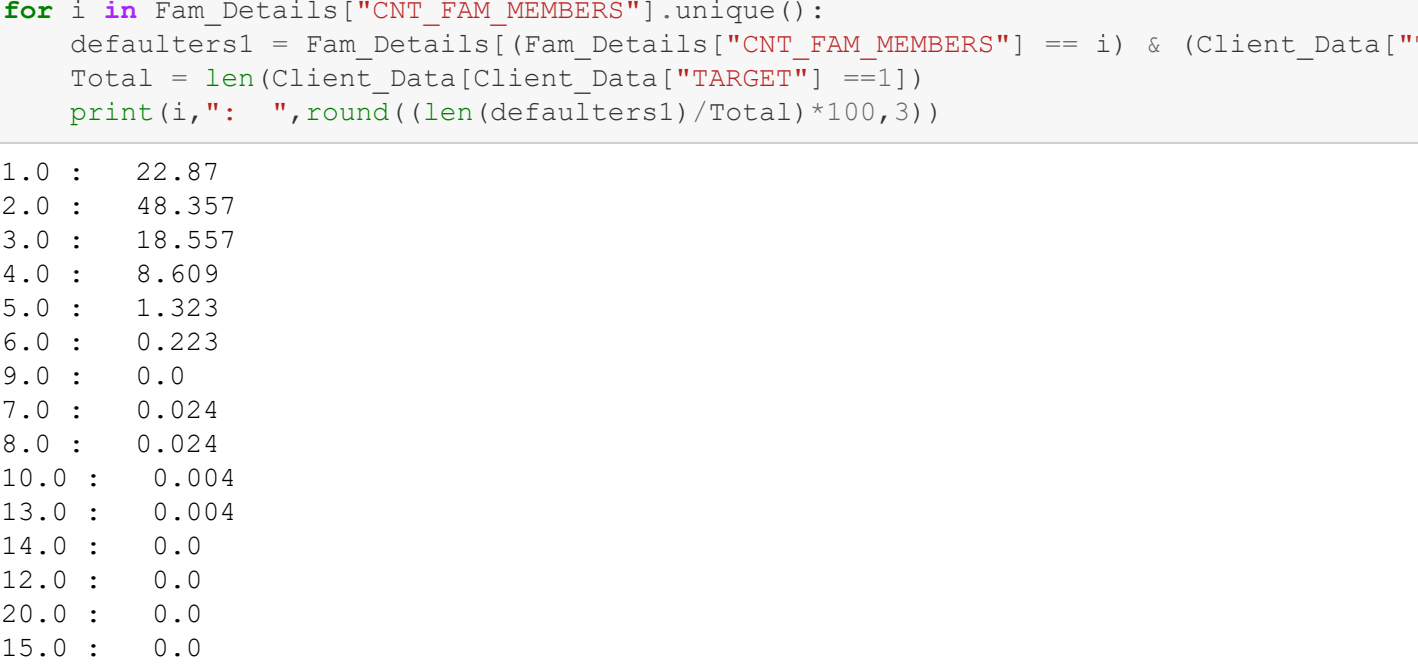 for i in Fam_Details["CNT_FAM_MEMBERS"].unique():
    defaulters1 = Fam_Details[(Fam_Details["CNT_FAM_MEMBERS"] == i) & (Client_Data["
    Total = len(Client_Data[Client_Data["TARGET"] ==1])
    print(i,":  ",round((len(defaulters1)/Total)*100,3))
1.0 :   22.87
2.0 :   48.357
3.0 :   18.557
4.0 :   8.609
5.0 :   1.323
6.0 :   0.223
9.0 :   0.0
7.0 :   0.024
8.0 :   0.024
10.0 :   0.004
13.0 :   0.004
14.0 :   0.0
12.0 :   0.0
20.0 :   0.0
15.0 :   0.0